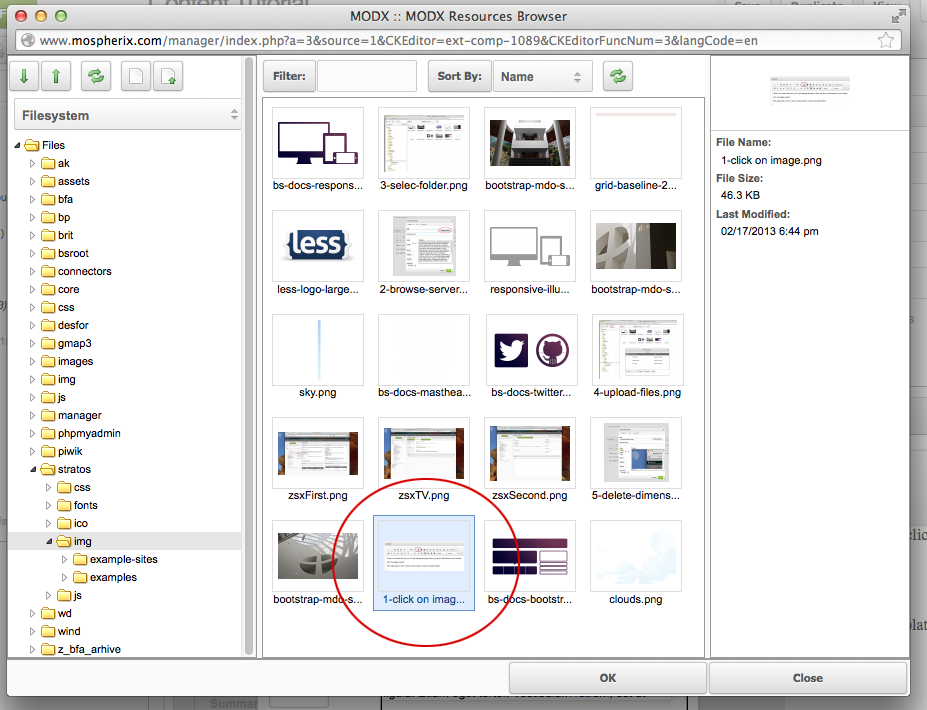 MODX :: MODX Resources Browser
www.mospherix.com/manager/index.php?a=3&source=1&CKEditor=ext-comp-1089&CKEditorFuncNum=3&langCode=en
Filter:
Sort By:
Name
Filesystem
Files
ak
assets
bfa
bp
brit
bsroot
connectors
core
css
desfor
gmap3
images
img
js
manager
phpmyadmin
piwik
stratos
css
fonts
ico
img
example-sites
examples
js
wd
wind
z_bfa_arhive
bs-docs-respons...
3-selec-folder.png
bootstrap-mdo-s...
grid-baseline-2...
less
less-logo-large...
2-browse-server...
responsive-illu...
bootstrap-mdo-s...
sky.png
bs-docs-masthea...
bs-docs-twitter...
4-upload-files.png
zsxFirst.png
zsxTV.png
zsxSecond.png
5-delete-dimens...
bootstrap-mdo-s...
1-click on imag...
bs-docs-bootstr...
clouds.png
File Name:
1-click on image.png
File Size:
46.3 KB
Last Modified:
02/17/2013 6:44 pm
OK
Close